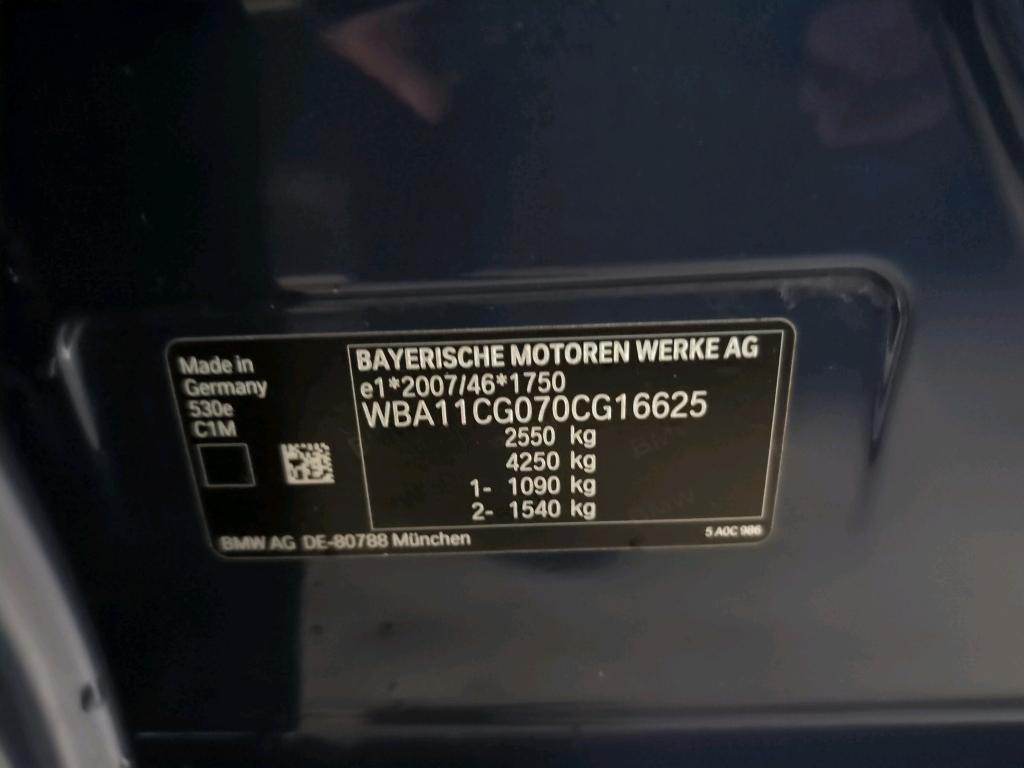 Made in
Germany
530e
C1M
BAYERISCHE MOTOREN WERKE AG
e1*2007/46*1750
WBA11CG070CG16625
2550 kg
4250 kg
1- 1090 kg
2- 1540 kg
BMW AG DE-80788 München
5 A0C 986